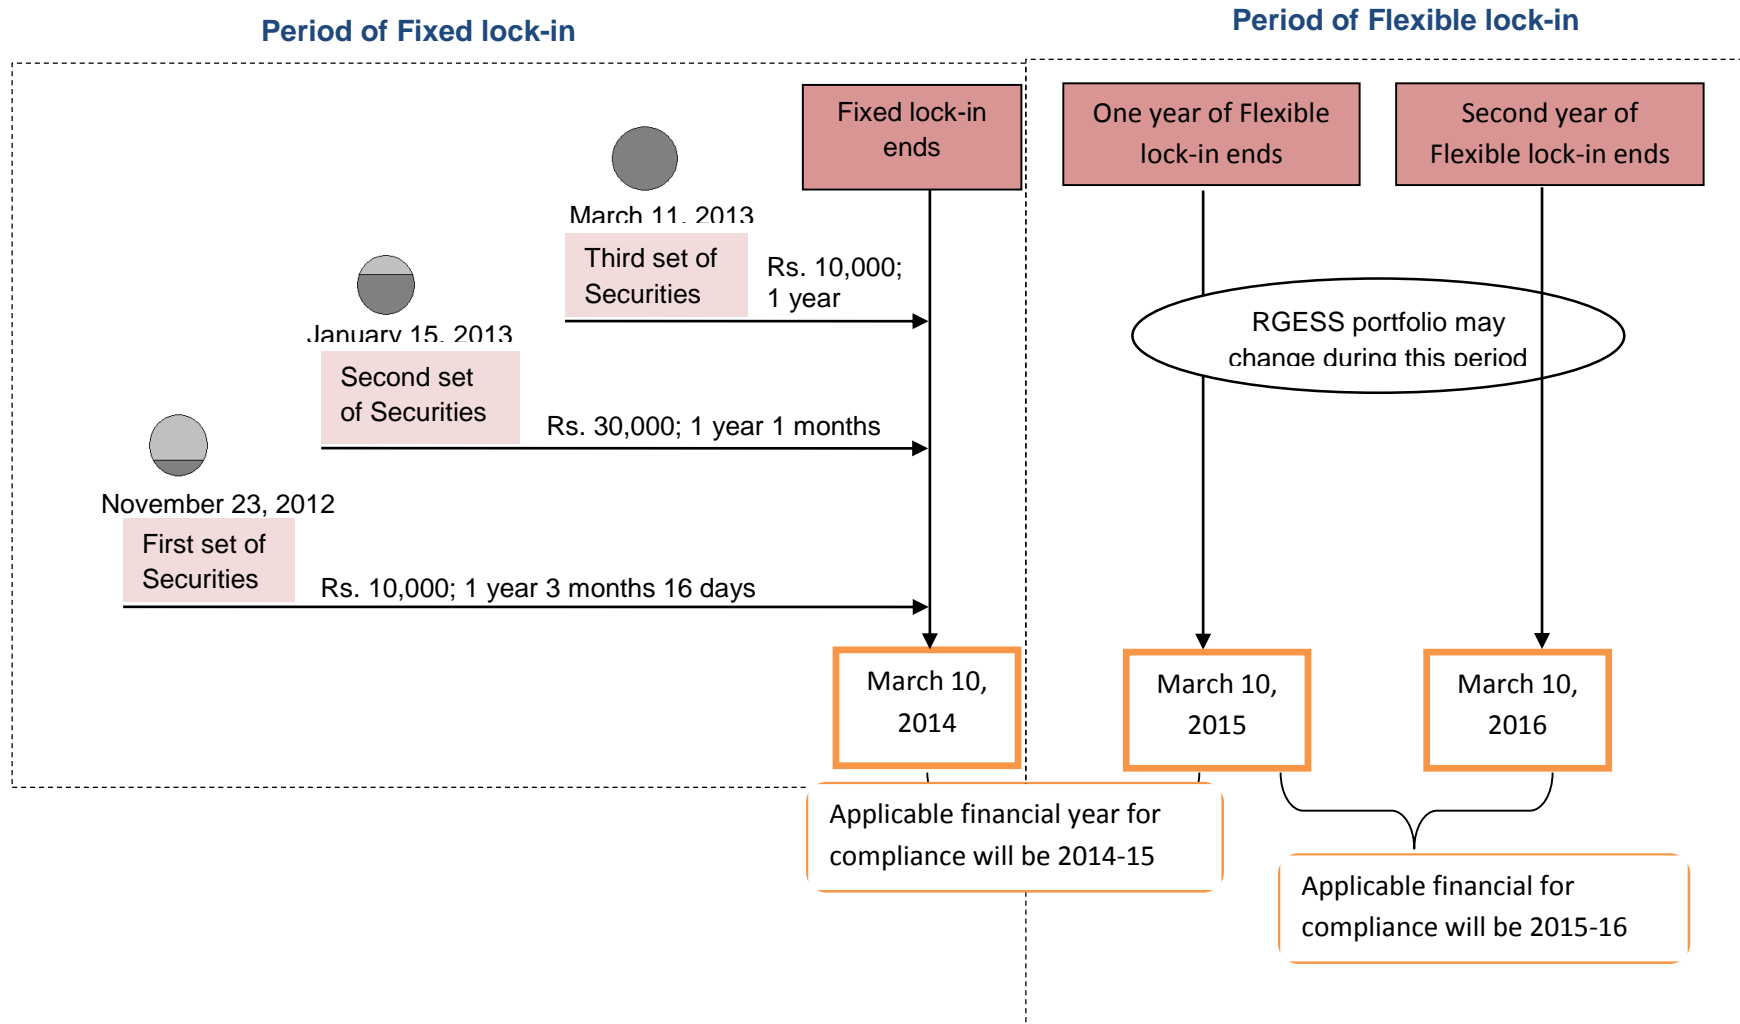 Period of Fixed lock-in
Period of Flexible lock-in
Fixed lock-in
ends
One year of Flexible
lock-in ends
Second year of
Flexible lock-in ends
March 11, 2013
Third set of
Securities
Rs. 10,000;
1 year
RGESS portfolio may
change during this period
January 15, 2013
Second set
of Securities
Rs. 30,000; 1 year 1 months
November 23, 2012
First set of
Securities
Rs. 10,000; 1 year 3 months 16 days
March 10,
2014
March 10,
2015
March 10,
2016
Applicable financial year for
compliance will be 2014-15
Applicable financial for
compliance will be 2015-16